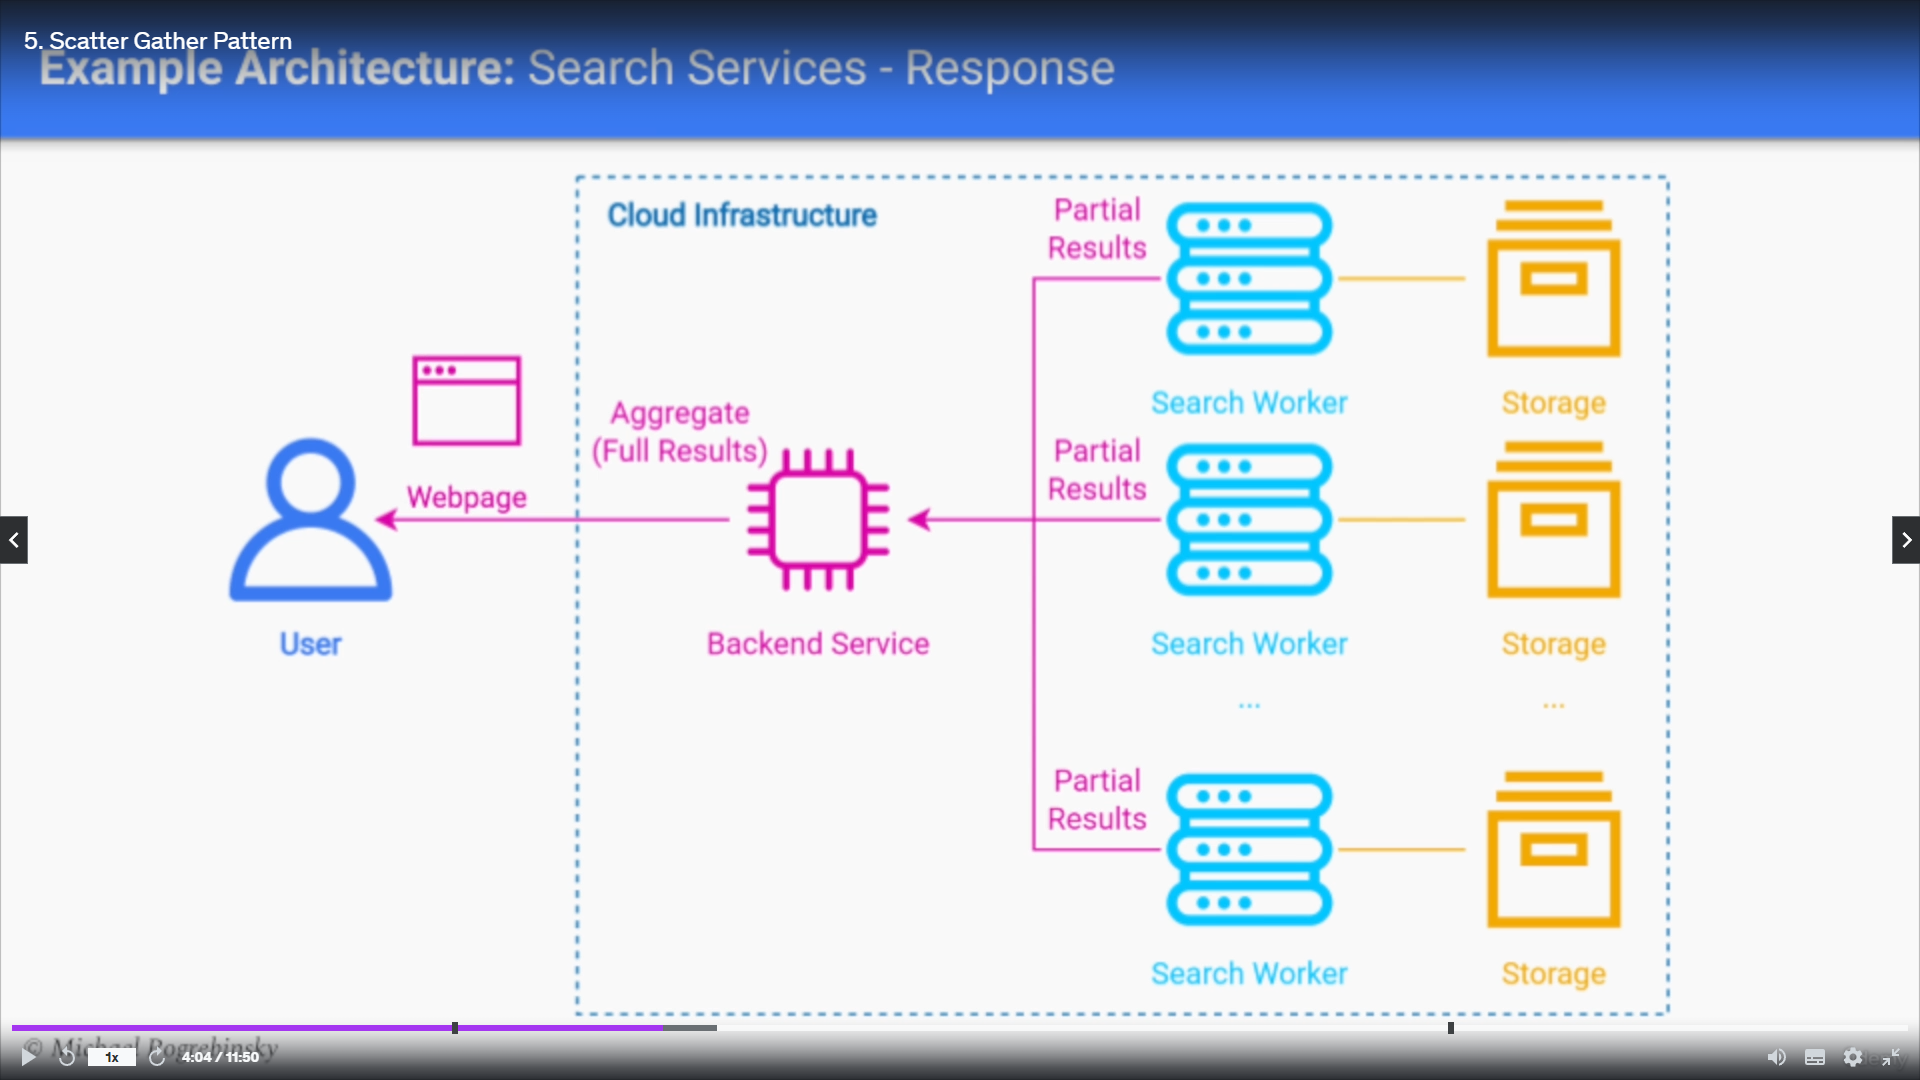 5. Scatter Gather Pattern
Example Architecture: Search Services - Response
Cloud Infrastructure
Partial
Results
Search Worker
Storage
Aggregate
(Full Results)
Webpage
Partial
Results
User
Backend Service
Search Worker
Storage
...
...
Partial
Results
Search Worker
Storage
© Michael Pogrebinsky
1x
4:04 / 11:50